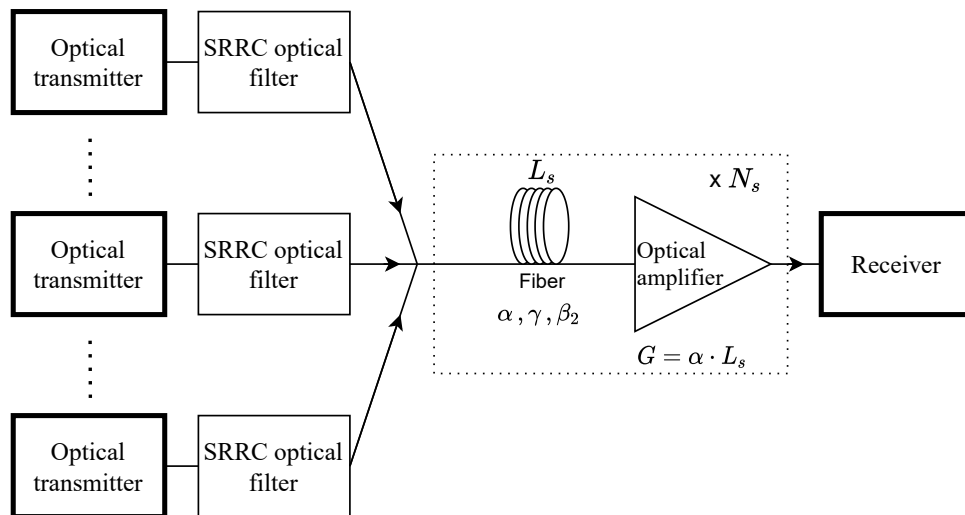 Optical
transmitter
SRRC optical
filter
L_s
x N_s
Optical
transmitter
SRRC optical
filter
Fiber
α , γ , β_2
Optical
amplifier
G = α · L_s
Receiver
Optical
transmitter
SRRC optical
filter